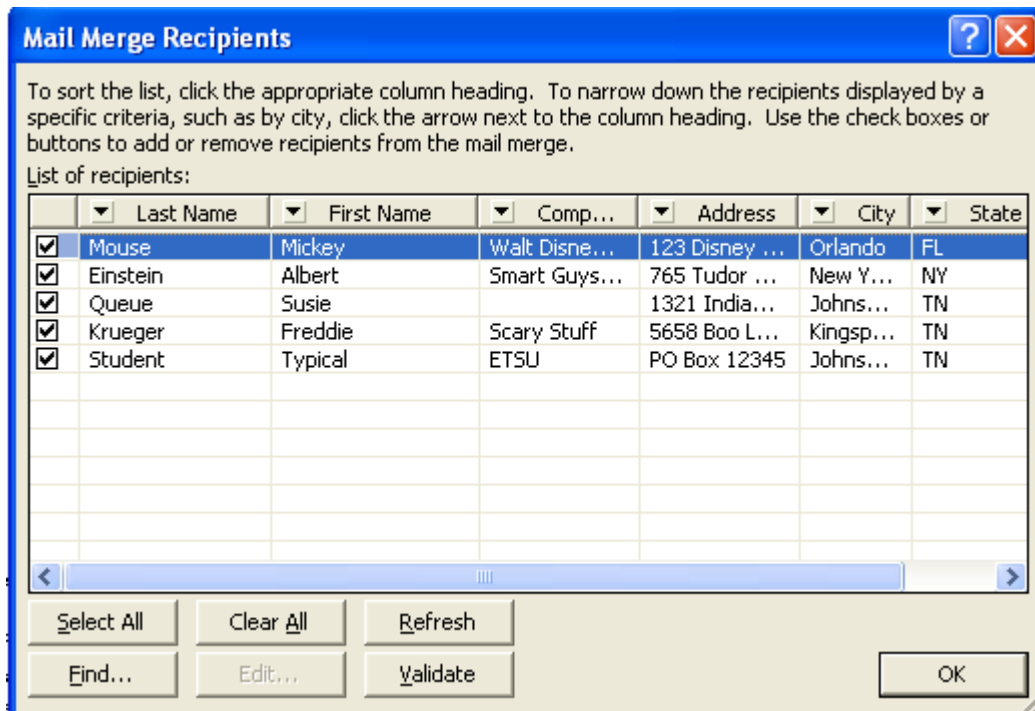 Mail Merge Recipients
To sort the list, click the appropriate column heading. To narrow down the recipients displayed by a
specific criteria, such as by city, click the arrow next to the column heading. Use the check boxes or
buttons to add or remove recipients from the mail merge.
List of recipients:
Last Name First Name Comp... Address City State
Mouse Mickey Walt Disne... 123 Disney ... Orlando FL
Einstein Albert Smart Guys... 765 Tudor ... New Y... NY
Queue Susie 1321 India... Johns... TN
Krueger Freddie Scary Stuff 5658 Boo L... Kingsp... TN
Student Typical ETSU PO Box 12345 Johns... TN
Select All Clear All Refresh
Find... Edit... Validate OK